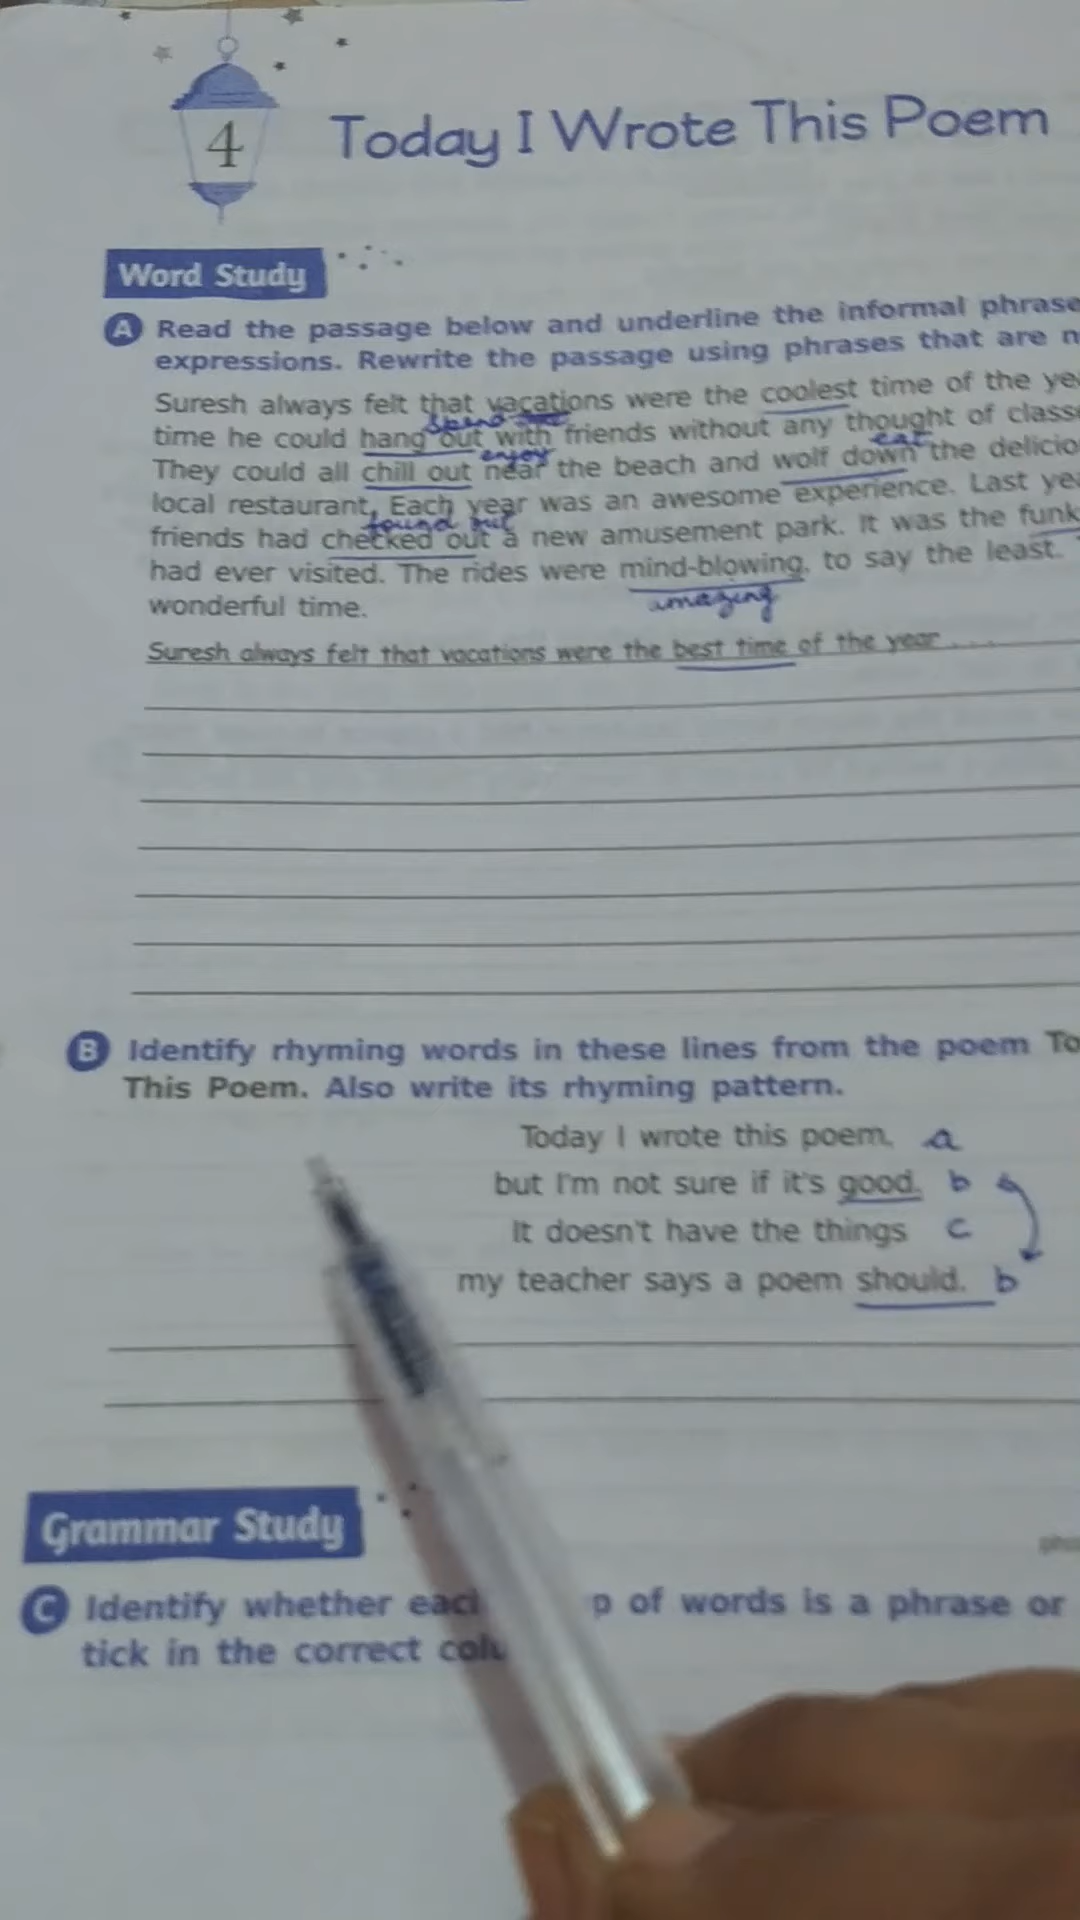 4
Today I Wrote This Poem
Word Study
A Read the passage below and underline the informal phrase
expressions. Rewrite the passage using phrases that are
Suresh always felt that vacations were the coolest time of the
spend
time he could hang out with friends without any thought of
enjoy eat
They could all chill out near the beach and wolf down the
local restaurant. Each year was an awesome experience. Last
found out
friends had checked out a new amusement park. It was the
had ever visited. The rides were mind-blowing, to say the least.
amazing
wonderful time.
Suresh always felt that vacations were the best time of the year ....
B Identify rhyming words in these lines from the poem To
This Poem. Also write its rhyming pattern.
Today I wrote this poem, a
but I'm not sure if it's good. b
It doesn't have the things c
my teacher says a poem should. b
Grammar Study
C Identify whether of words is a phrase or
tick in the correct